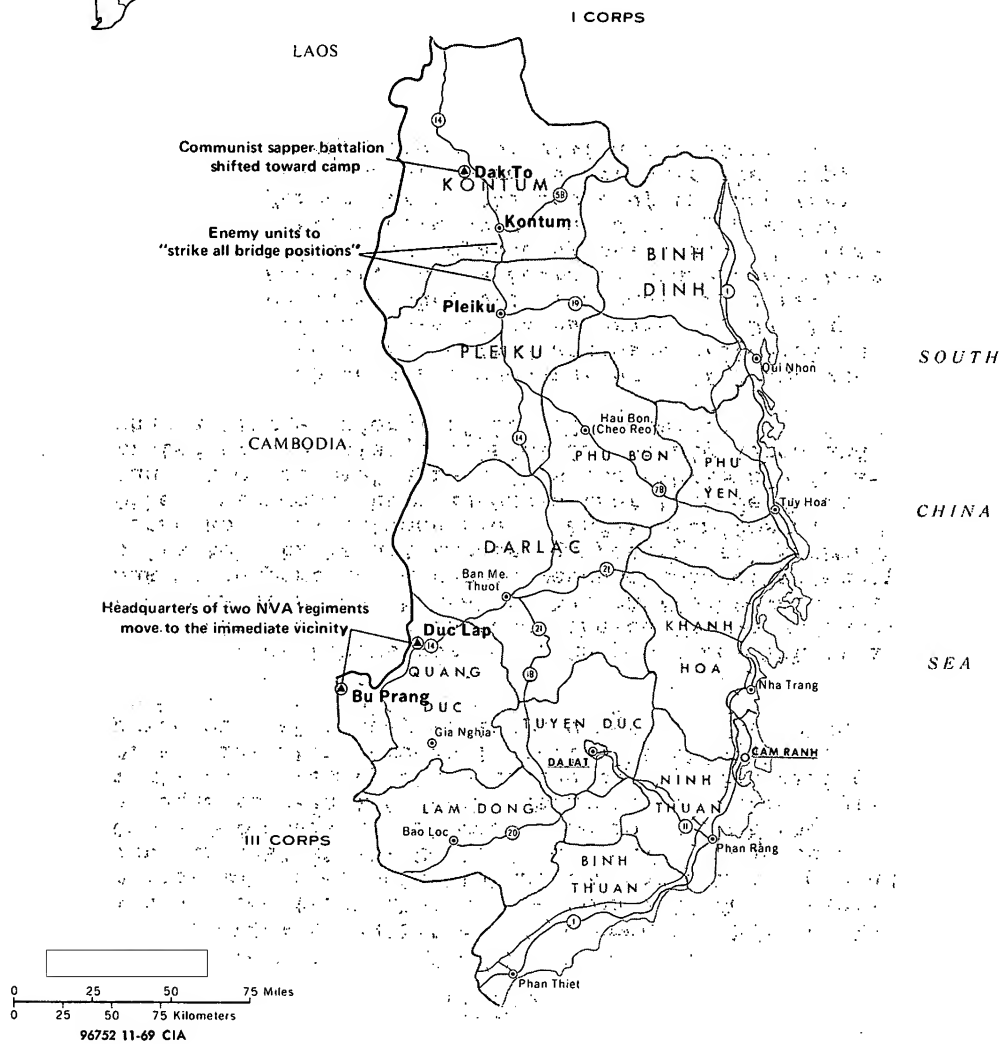 I CORPS
LAOS
14
Communist sapper battalion
shifted toward camp
Dak To
KONTUM
5B
Kontum
Enemy units to
"strike all bridge positions"
BINH
DINH
1
Pleiku
19
PLEIKU
SOUTH
Qui Nhon
Hau Bon
(Cheo Reo)
CAMBODIA
14
PHU BON
PHU
YEN
7B
Tuy Hoa
CHINA
DARLAC
Ban Me
Thuot
21
Headquarters of two NVA regiments
move to the immediate vicinity
Duc Lap
14
21
KHANH
HOA
SEA
QUANG
DUC
Bu Prang
Nha Trang
TUYEN DUC
Gia Nghia
DA LAT
CAM RANH
NINH
THUAN
LAM DONG
Bao Loc
20
11
Phan Rang
III CORPS
BINH
THUAN
1
Phan Thiet
0 25 50 75 Miles
0 25 50 75 Kilometers
96752 11-69 CIA